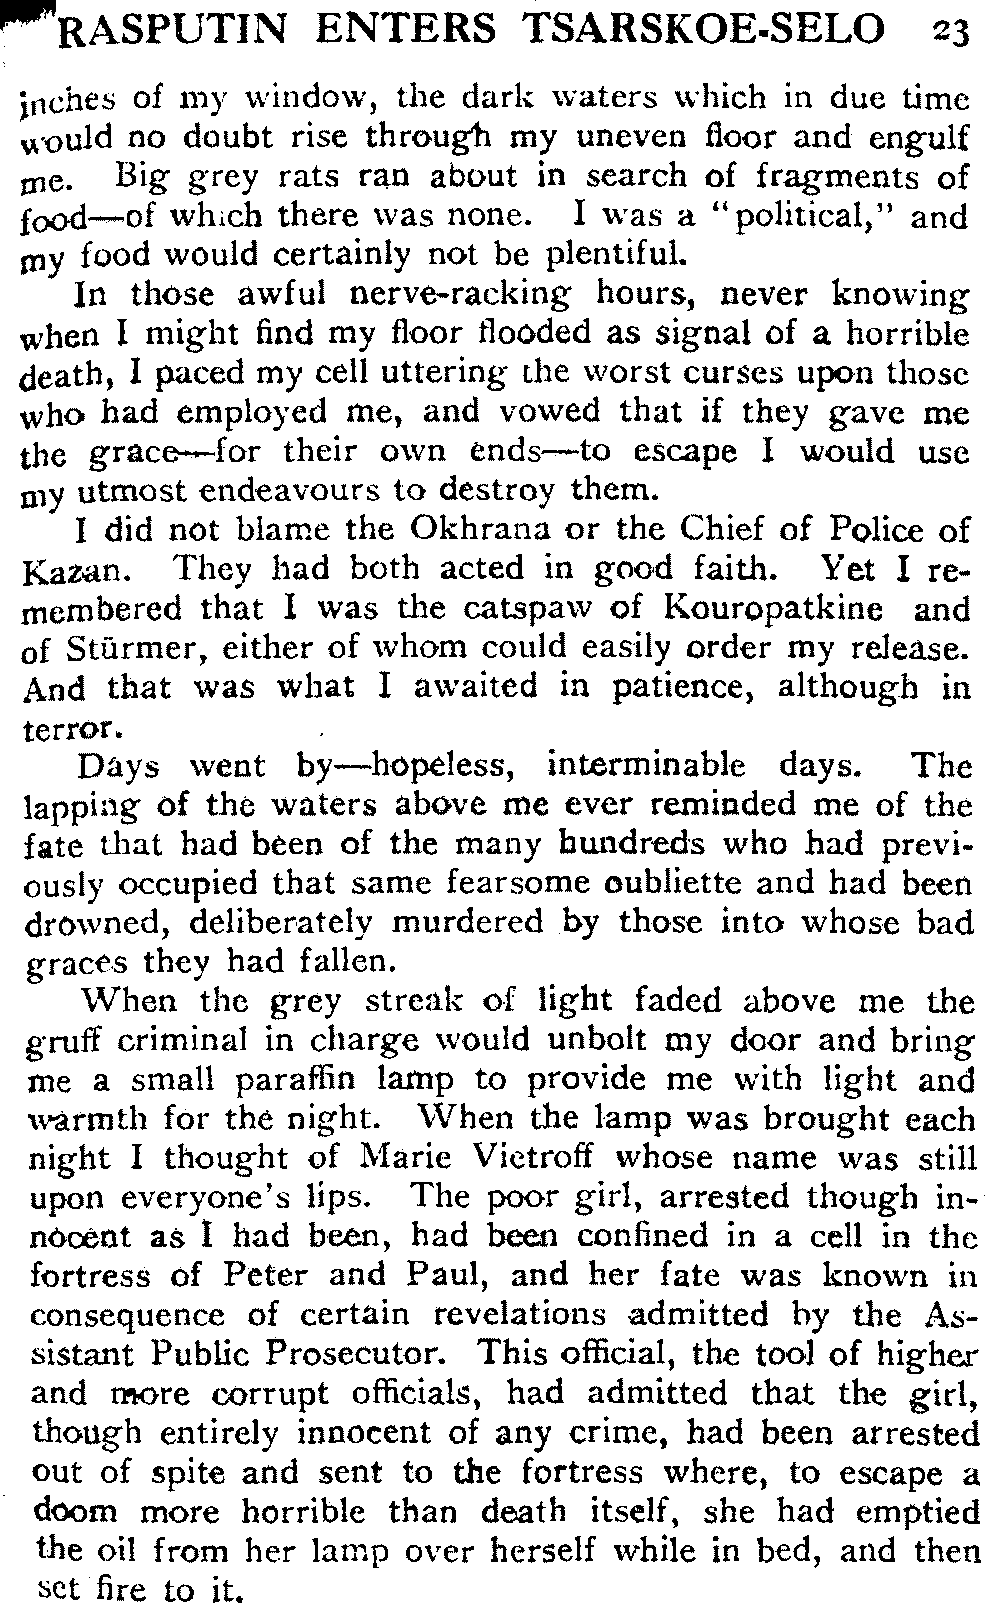 RASPUTIN ENTERS TSARSKOE-SELO 23
inches of my window, the dark waters which in due time
would no doubt rise through my uneven floor and engulf
me. Big grey rats ran about in search of fragments of
food—of which there was none. I was a "political," and
my food would certainly not be plentiful.
In those awful nerve-racking hours, never knowing
when I might find my floor flooded as signal of a horrible
death, I paced my cell uttering the worst curses upon those
who had employed me, and vowed that if they gave me
the grace—for their own ends—to escape I would use
my utmost endeavours to destroy them.
I did not blame the Okhrana or the Chief of Police of
Kazan. They had both acted in good faith. Yet I re-
membered that I was the catspaw of Kouropatkine and
of Stürmer, either of whom could easily order my release.
And that was what I awaited in patience, although in
terror.
Days went by—hopeless, interminable days. The
lapping of the waters above me ever reminded me of the
fate that had been of the many hundreds who had previ-
ously occupied that same fearsome oubliette and had been
drowned, deliberately murdered by those into whose bad
graces they had fallen.
When the grey streak of light faded above me the
gruff criminal in charge would unbolt my door and bring
me a small paraffin lamp to provide me with light and
warmth for the night. When the lamp was brought each
night I thought of Marie Vietroff whose name was still
upon everyone's lips. The poor girl, arrested though in-
nocent as I had been, had been confined in a cell in the
fortress of Peter and Paul, and her fate was known in
consequence of certain revelations admitted by the As-
sistant Public Prosecutor. This official, the tool of higher
and more corrupt officials, had admitted that the girl,
though entirely innocent of any crime, had been arrested
out of spite and sent to the fortress where, to escape a
doom more horrible than death itself, she had emptied
the oil from her lamp over herself while in bed, and then
set fire to it.